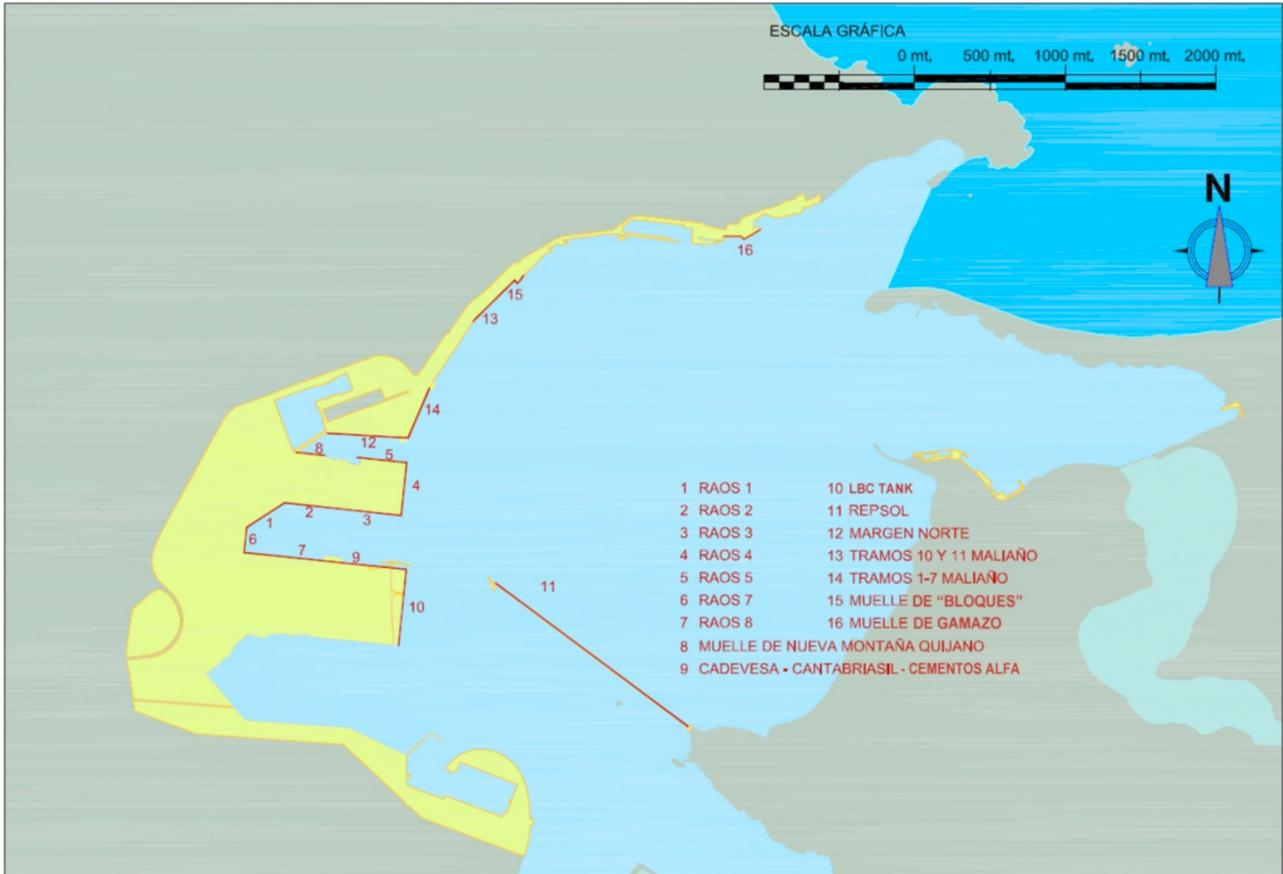 ESCALA GRÁFICA
0 mt. 500 mt. 1000 mt. 1500 mt. 2000 mt.
N
16
15
13
14
12
8
5
4
2
3
1
6
7
9
10
11
1 RAOS 1
2 RAOS 2
3 RAOS 3
4 RAOS 4
5 RAOS 5
6 RAOS 7
7 RAOS 8
8 MUELLE DE NUEVA MONTAÑA QUIJANO
9 CADEVESA - CANTABRIASIL - CEMENTOS ALFA
10 LBC TANK
11 REPSOL
12 MARGEN NORTE
13 TRAMOS 10 Y 11 MALIAÑO
14 TRAMOS 1-7 MALIAÑO
15 MUELLE DE “BLOQUES”
16 MUELLE DE GAMAZO